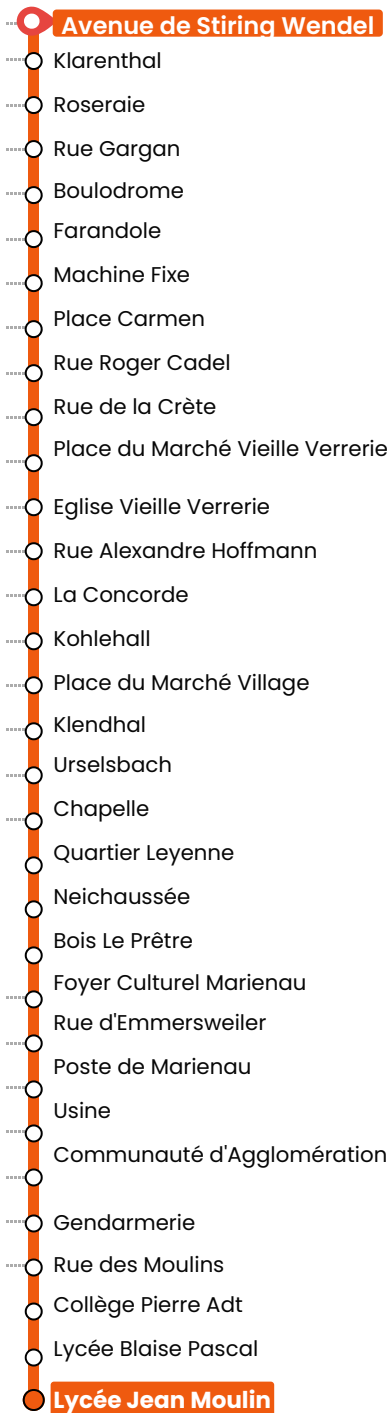 Avenue de Stiring Wendel
Klarenthal
Roseraie
Rue Gargan
Boulodrome
Farandole
Machine Fixe
Place Carmen
Rue Roger Cadel
Rue de la Crète
Place du Marché Vieille Verrerie
Eglise Vieille Verrerie
Rue Alexandre Hoffmann
La Concorde
Kohlehall
Place du Marché Village
Klendhal
Urselsbach
Chapelle
Quartier Leyenne
Neichaussée
Bois Le Prêtre
Foyer Culturel Marienau
Rue d'Emmersweiler
Poste de Marienau
Usine
Communauté d'Agglomération
Gendarmerie
Rue des Moulins
Collège Pierre Adt
Lycée Blaise Pascal
Lycée Jean Moulin